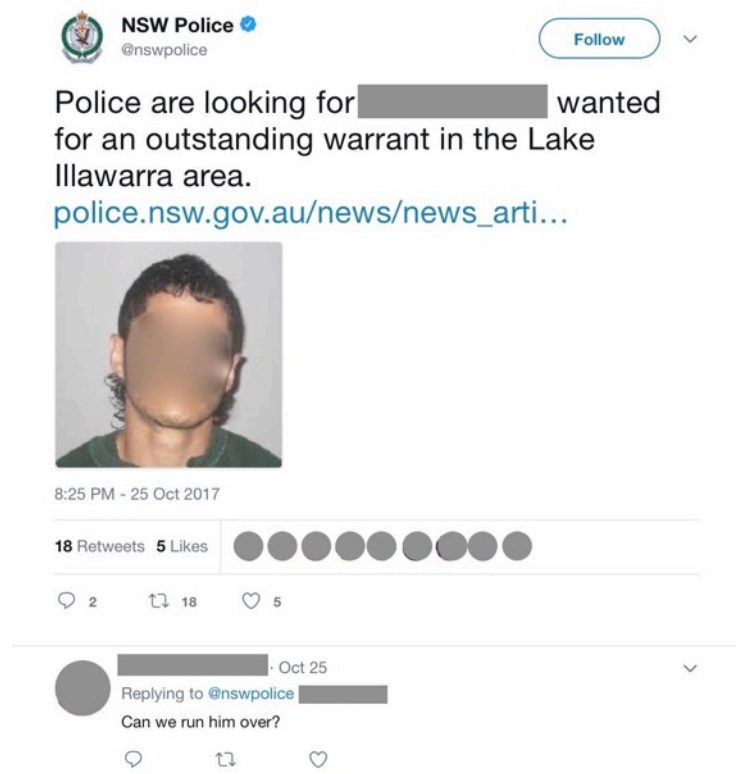 NSW Police
@nswpolice
Follow
Police are looking for wanted
for an outstanding warrant in the Lake
Illawarra area.
police.nsw.gov.au/news/news_arti…
8:25 PM - 25 Oct 2017
18 Retweets 5 Likes
2 18 5
· Oct 25
Replying to @nswpolice
Can we run him over?